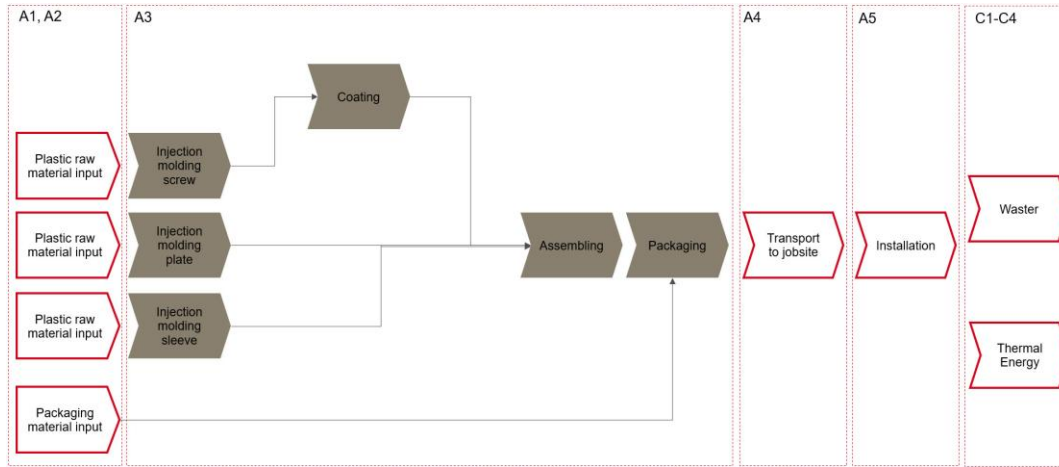 A1, A2
A3
A4
A5
C1-C4
Coating
Plastic raw
material input
Injection
molding
screw
Plastic raw
material input
Injection
molding
plate
Plastic raw
material input
Injection
molding
sleeve
Packaging
material input
Assembling
Packaging
Transport
to jobsite
Installation
Waster
Thermal
Energy